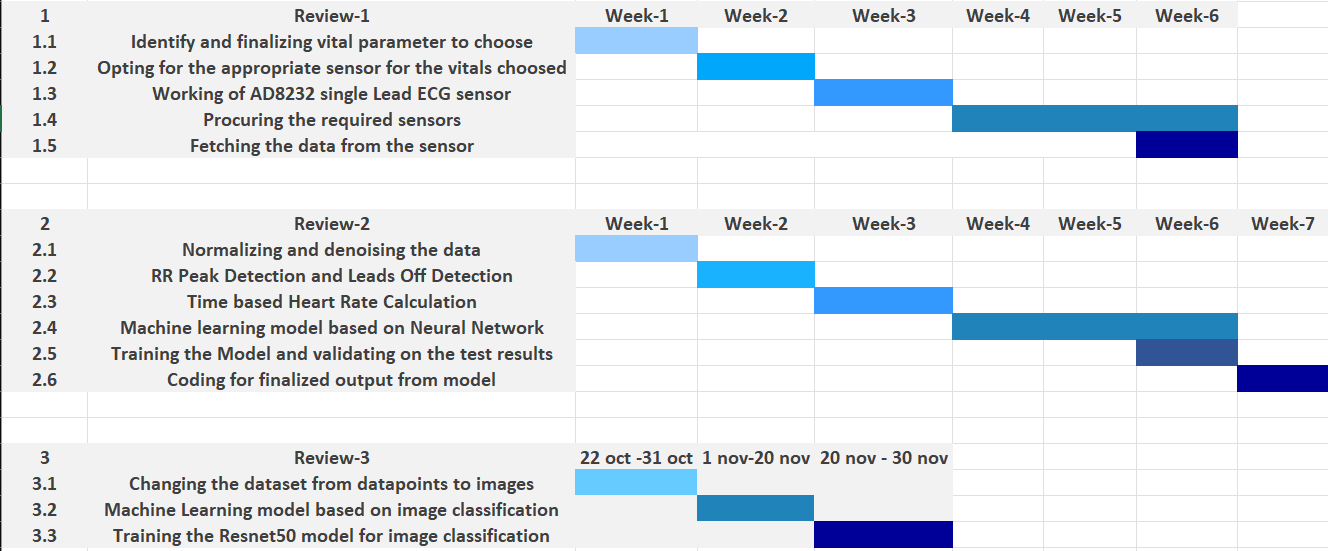 1 Review-1 Week-1 Week-2 Week-3 Week-4 Week-5 Week-6
1.1 Identify and finalizing vital parameter to choose
1.2 Opting for the appropriate sensor for the vitals choosed
1.3 Working of AD8232 single Lead ECG sensor
1.4 Procuring the required sensors
1.5 Fetching the data from the sensor
2 Review-2 Week-1 Week-2 Week-3 Week-4 Week-5 Week-6 Week-7
2.1 Normalizing and denoising the data
2.2 RR Peak Detection and Leads Off Detection
2.3 Time based Heart Rate Calculation
2.4 Machine learning model based on Neural Network
2.5 Training the Model and validating on the test results
2.6 Coding for finalized output from model
3 Review-3 22 oct -31 oct 1 nov-20 nov 20 nov - 30 nov
3.1 Changing the dataset from datapoints to images
3.2 Machine Learning model based on image classification
3.3 Training the Resnet50 model for image classification